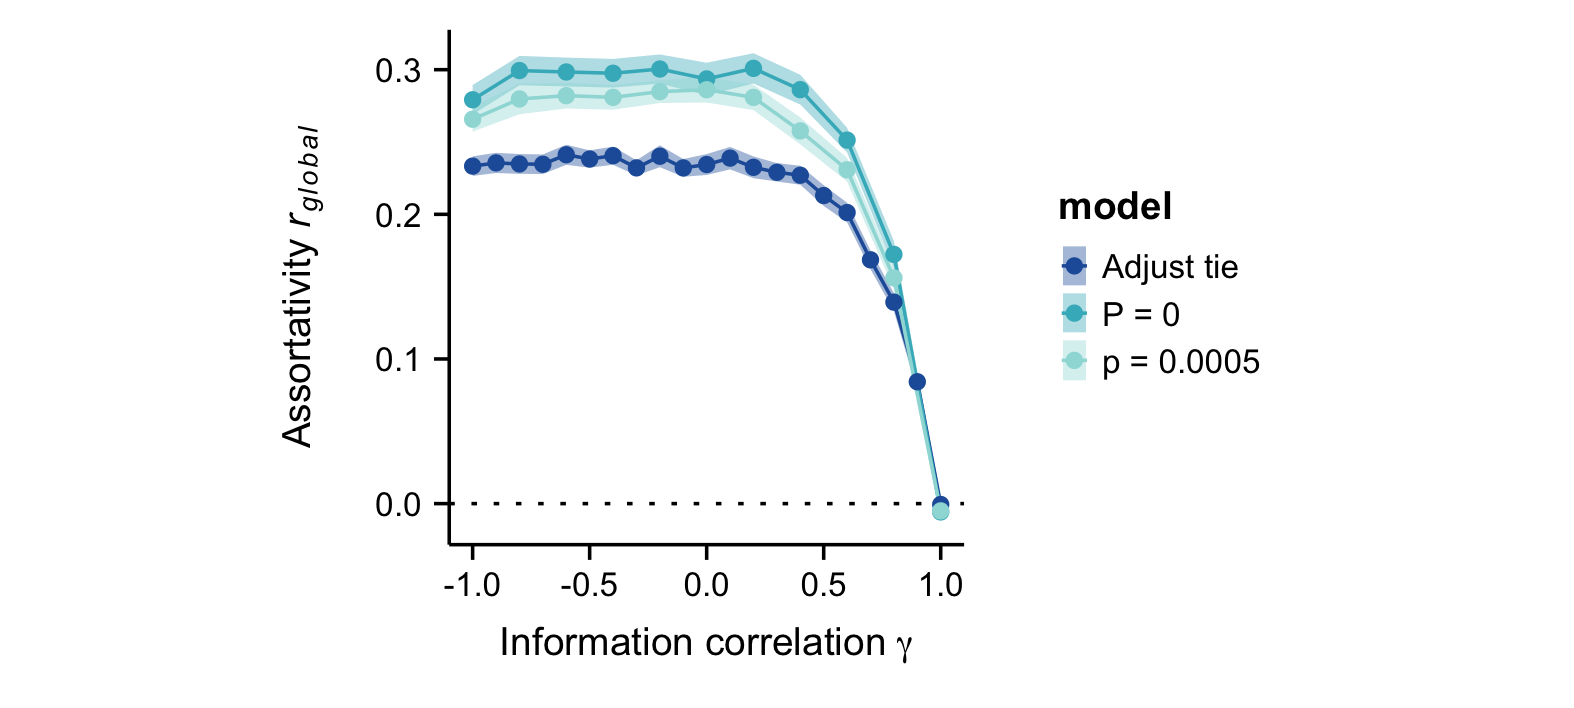 0.3
0.2
0.1
0.0
Assortativity r global
-1.0 -0.5 0.0 0.5 1.0
Information correlation γ
model
Adjust tie
P = 0
p = 0.0005